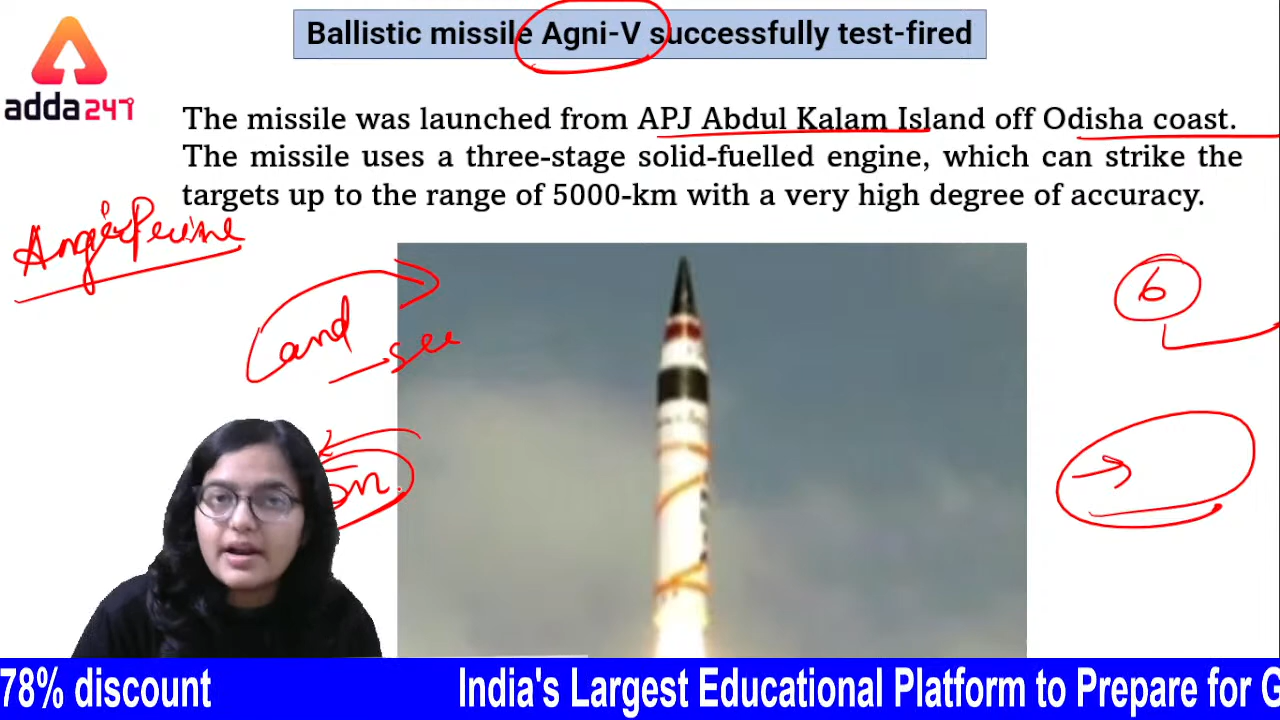 Ballistic missile Agni-V successfully test-fired
adda247
The missile was launched from APJ Abdul Kalam Island off Odisha coast.
The missile uses a three-stage solid-fuelled engine, which can strike the
targets up to the range of 5000-km with a very high degree of accuracy.
6
and
see
78% discount India's Largest Educational Platform to Prepare for G